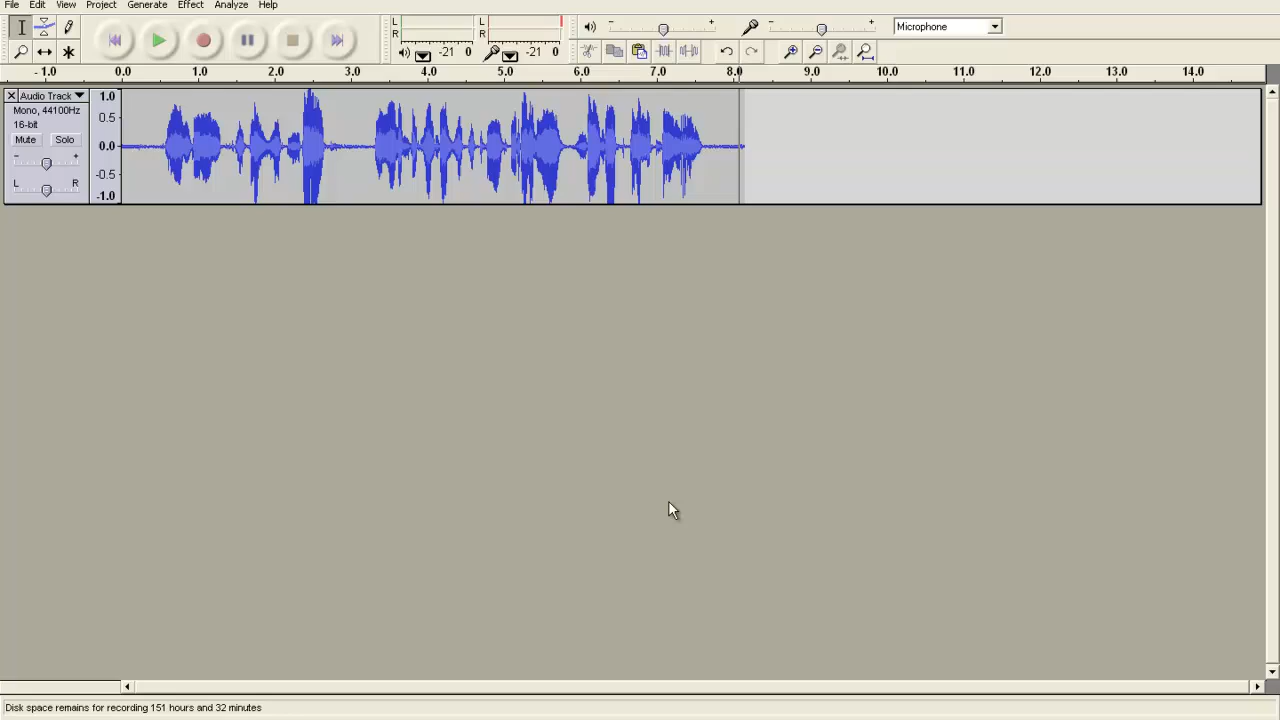 File Edit View Project Generate Effect Analyze Help
L R L R
-21 0 -21 0
- + - +
Microphone
- 1.0 0.0 1.0 2.0 3.0 4.0 5.0 6.0 7.0 8.0 9.0 10.0 11.0 12.0 13.0 14.0
Audio Track
Mono, 44100Hz
16-bit
Mute Solo
- +
L R
1.0
0.5
0.0
-0.5
-1.0
Disk space remains for recording 151 hours and 32 minutes